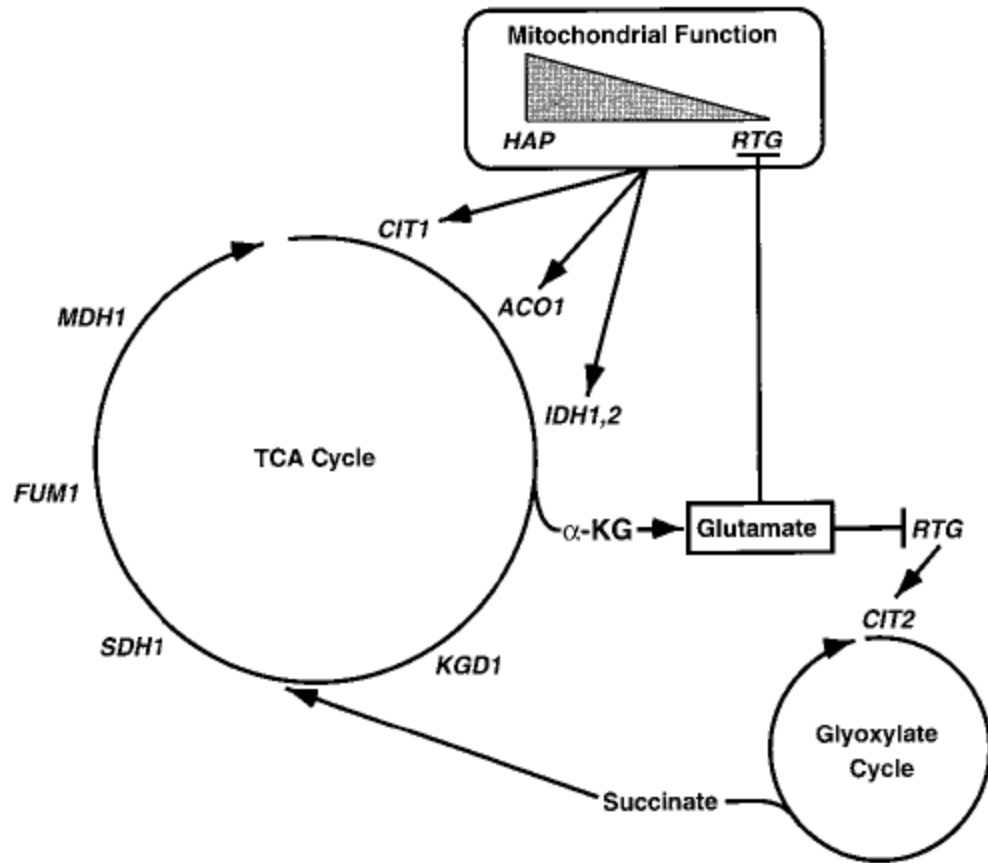 Mitochondrial Function
HAP
RTG
CIT1
ACO1
MDH1
IDH1,2
TCA Cycle
FUM1
α-KG
Glutamate
RTG
CIT2
SDH1
KGD1
Glyoxylate
Cycle
Succinate